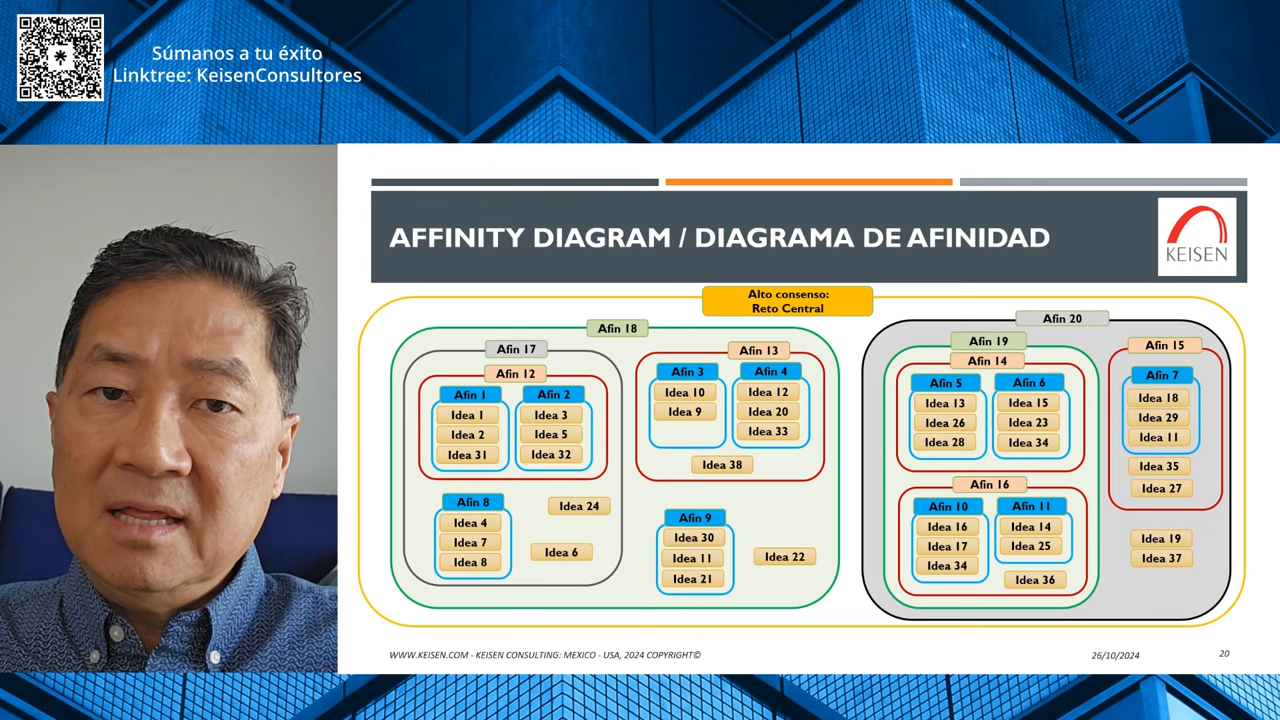 Súmanos a tu éxito
Linktree: KeisenConsultores
AFFINITY DIAGRAM / DIAGRAMA DE AFINIDAD
KEISEN
Alto consenso:
Reto Central
Afin 18
Afin 17
Afin 12
Afin 1
Idea 1
Idea 2
Idea 31
Afin 2
Idea 3
Idea 5
Idea 32
Afin 8
Idea 4
Idea 7
Idea 8
Idea 24
Idea 6
Afin 13
Afin 3
Idea 10
Idea 9
Afin 4
Idea 12
Idea 20
Idea 33
Idea 38
Afin 9
Idea 30
Idea 11
Idea 21
Idea 22
Afin 20
Afin 19
Afin 14
Afin 5
Idea 13
Idea 26
Idea 28
Afin 6
Idea 15
Idea 23
Idea 34
Afin 16
Afin 10
Idea 16
Idea 17
Idea 34
Afin 11
Idea 14
Idea 25
Idea 36
Afin 15
Afin 7
Idea 18
Idea 29
Idea 11
Idea 35
Idea 27
Idea 19
Idea 37
WWW.KEISEN.COM - KEISEN CONSULTING: MEXICO - USA, 2024 COPYRIGHT©
26/10/2024
20